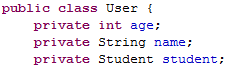 public class User {
    private int age;
    private String name;
    private Student student;